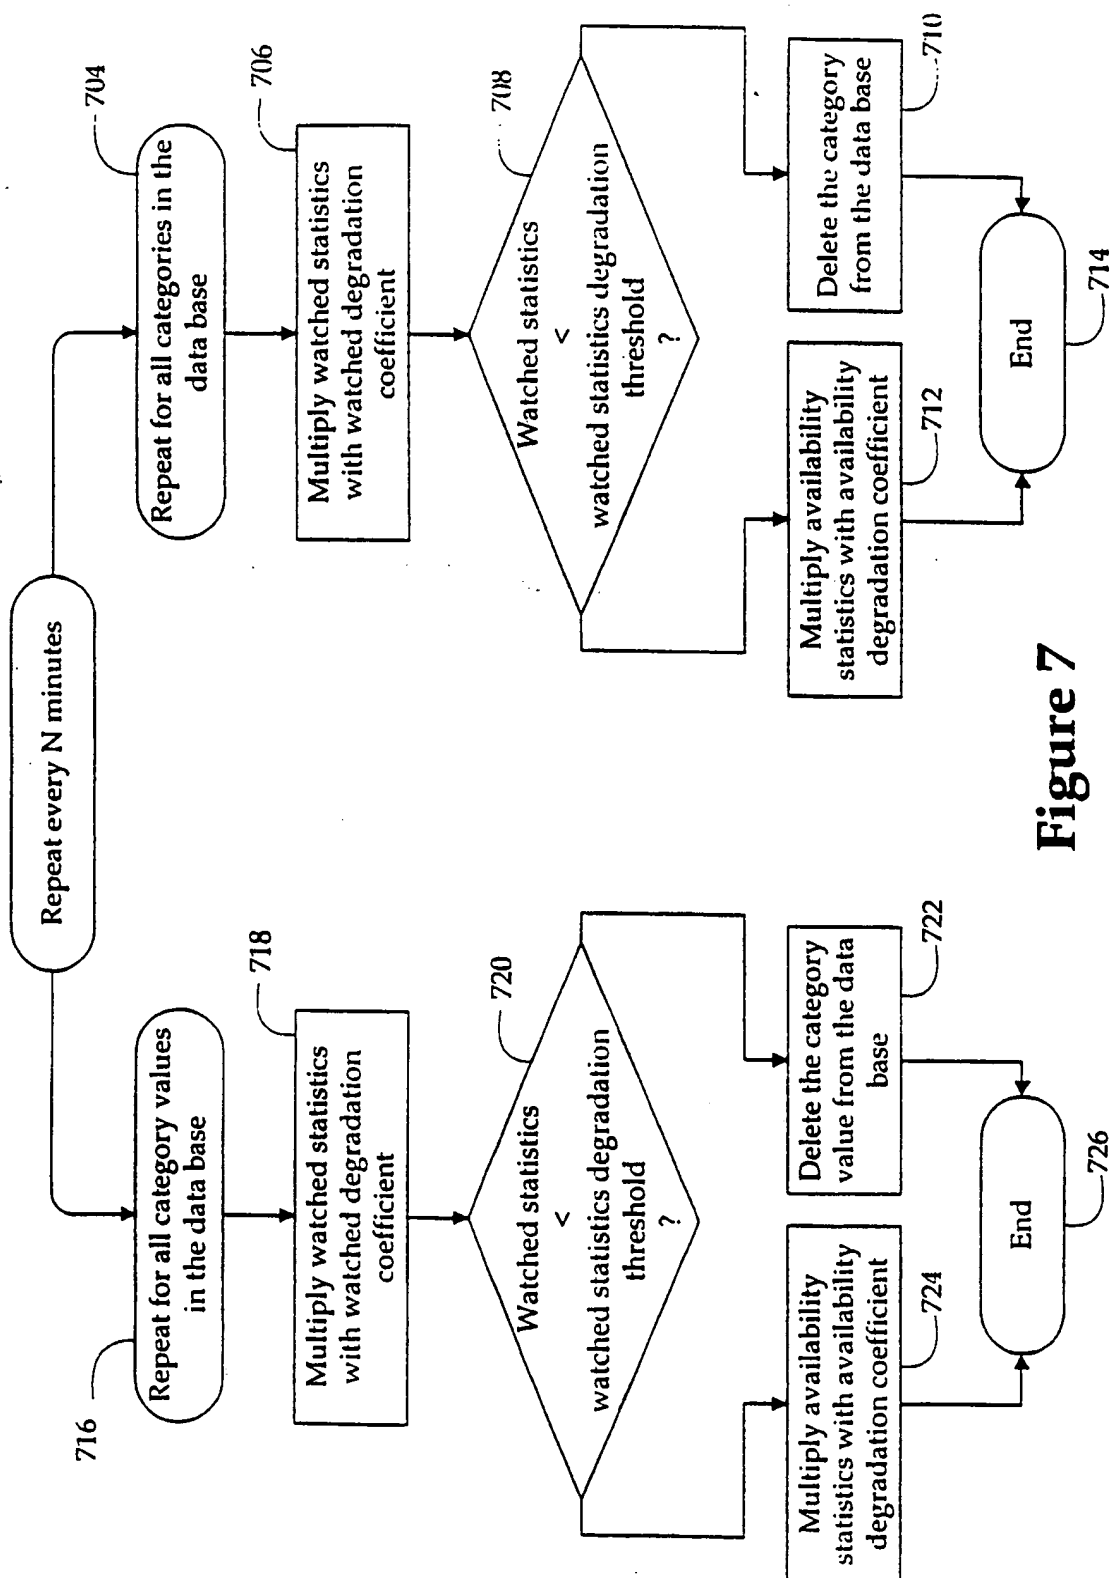 Repeat every N minutes
716
Repeat for all category values
in the data base
718
Multiply watched statistics
with watched degradation
coefficient
720
Watched statistics
<
watched statistics degradation
threshold
?
Multiply availability
statistics with availability
degradation coefficient
724
Delete the category
value from the data
base
722
End
726
704
Repeat for all categories in the
data base
706
Multiply watched statistics
with watched degradation
coefficient
708
Watched statistics
<
watched statistics degradation
threshold
?
Multiply availability
statistics with availability
degradation coefficient
712
Delete the category
from the data base
710
End
714
Figure 7